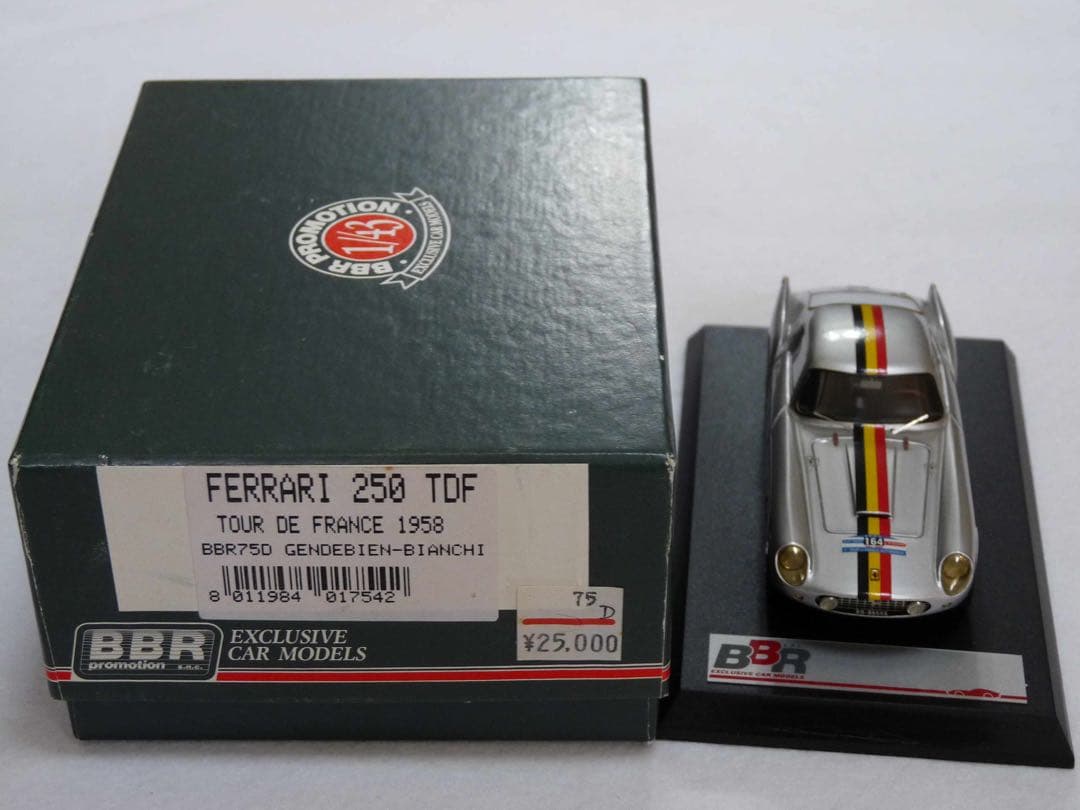 BBR PROMOTION
1/43
EXCLUSIVE CAR MODELS
FERRARI 250 TDF
TOUR DE FRANCE 1958
BBR75D GENDEBIEN-BIANCHI
8 011984 017542
75D
¥25.000
BBR
promotion s.n.c.
EXCLUSIVE
CAR MODELS
164
BBR
EXCLUSIVE CAR MODELS